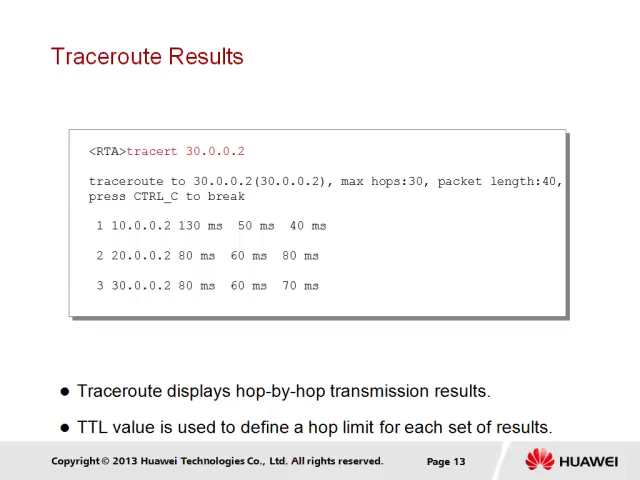 Traceroute Results
<RTA>tracert 30.0.0.2
traceroute to 30.0.0.2(30.0.0.2), max hops:30, packet length:40,
press CTRL_C to break
1 10.0.0.2 130 ms 50 ms 40 ms
2 20.0.0.2 80 ms 60 ms 80 ms
3 30.0.0.2 80 ms 60 ms 70 ms
● Traceroute displays hop-by-hop transmission results.
● TTL value is used to define a hop limit for each set of results.
Copyright © 2013 Huawei Technologies Co., Ltd. All rights reserved.
Page 13
HUAWEI